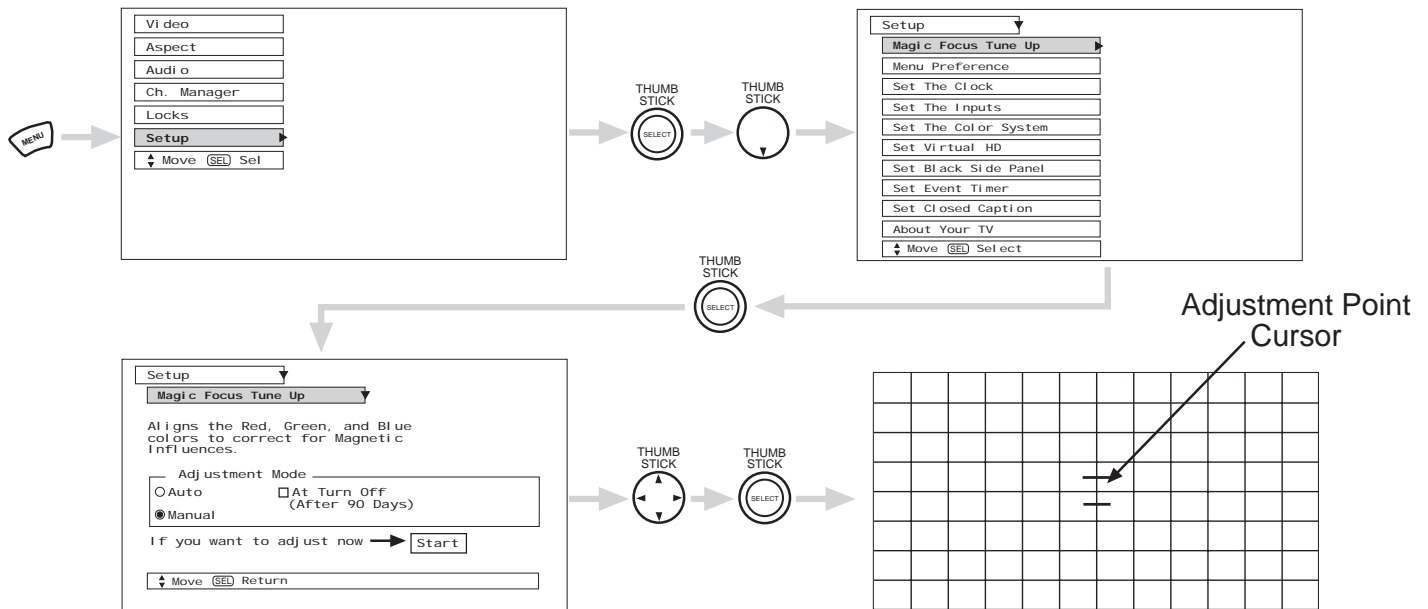 MENU
Video
Aspect
Audio
Ch. Manager
Locks
Setup
Move SEL Sel
THUMB
STICK
SELECT
THUMB
STICK
Setup
Magic Focus Tune Up
Menu Preference
Set The Clock
Set The Inputs
Set The Color System
Set Virtual HD
Set Black Side Panel
Set Event Timer
Set Closed Caption
About Your TV
Move SEL Select
THUMB
STICK
SELECT
Setup
Magic Focus Tune Up
Aligns the Red, Green, and Blue
colors to correct for Magnetic
Influences.
Adjustment Mode
Auto
At Turn Off
(After 90 Days)
Manual
If you want to adjust now Start
Move SEL Return
THUMB
STICK
THUMB
STICK
SELECT
Adjustment Point
Cursor